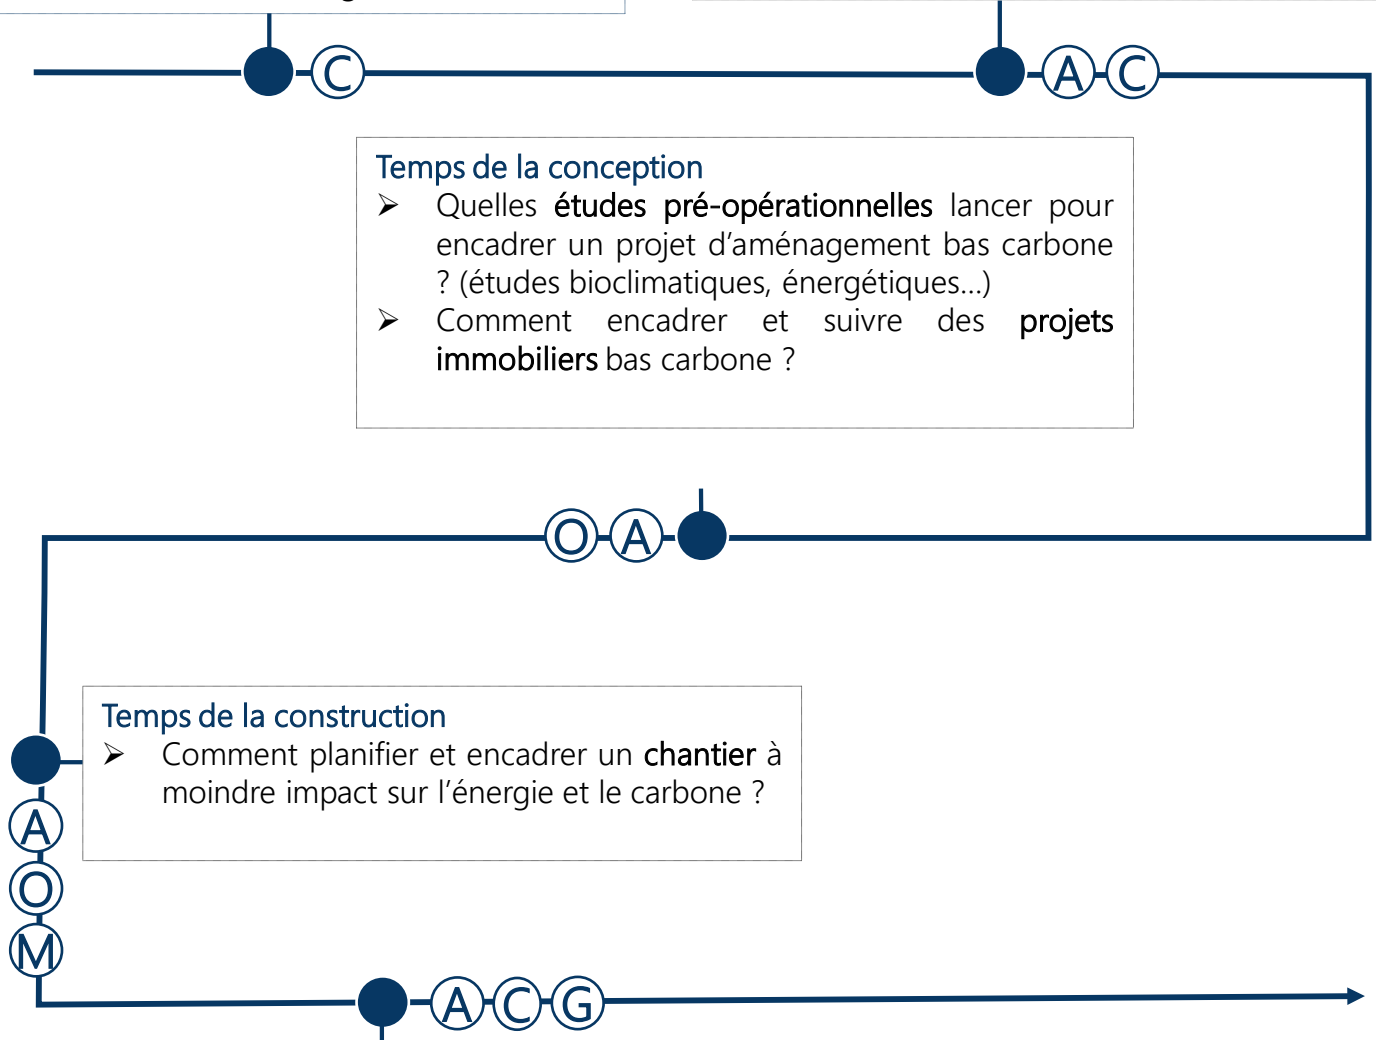 C
A C
Temps de la conception
➢ Quelles études pré-opérationnelles lancer pour
encadrer un projet d’aménagement bas carbone
? (études bioclimatiques, énergétiques…)
➢ Comment encadrer et suivre des projets
immobiliers bas carbone ?
O A
Temps de la construction
➢ Comment planifier et encadrer un chantier à
moindre impact sur l’énergie et le carbone ?
A
O
M
A C G